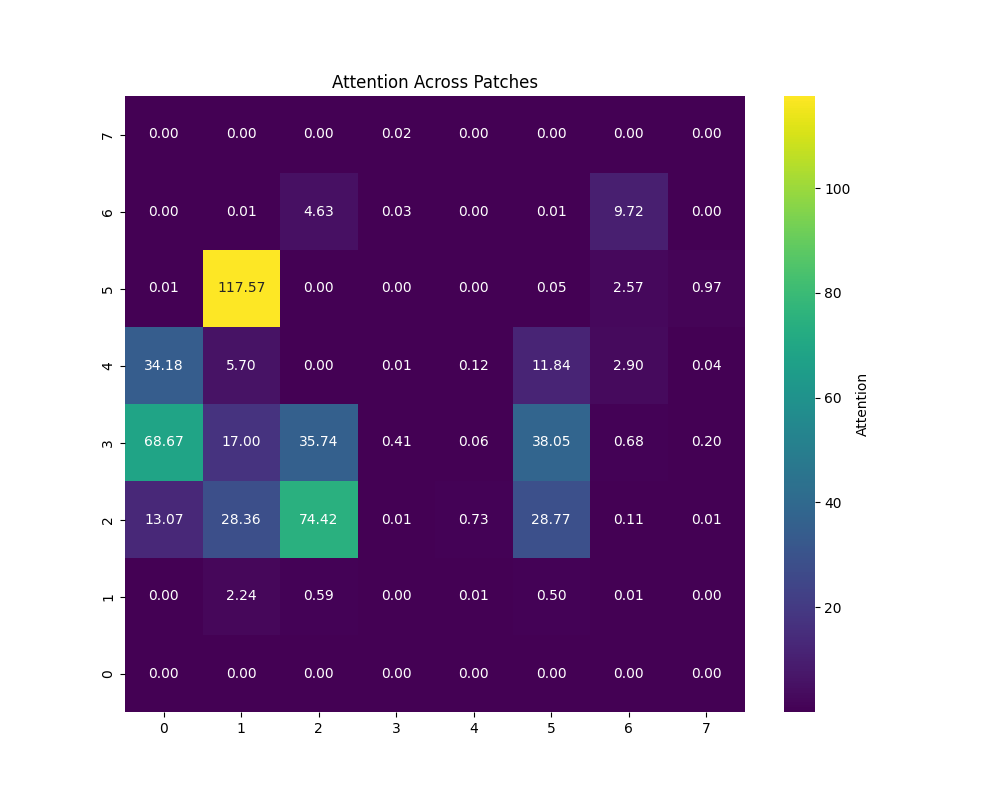 Attention Across Patches
7 0.00 0.00 0.00 0.02 0.00 0.00 0.00 0.00
6 0.00 0.01 4.63 0.03 0.00 0.01 9.72 0.00
5 0.01 117.57 0.00 0.00 0.00 0.05 2.57 0.97
4 34.18 5.70 0.00 0.01 0.12 11.84 2.90 0.04
3 68.67 17.00 35.74 0.41 0.06 38.05 0.68 0.20
2 13.07 28.36 74.42 0.01 0.73 28.77 0.11 0.01
1 0.00 2.24 0.59 0.00 0.01 0.50 0.01 0.00
0 0.00 0.00 0.00 0.00 0.00 0.00 0.00 0.00
0 1 2 3 4 5 6 7
100
80
60
40
20
Attention